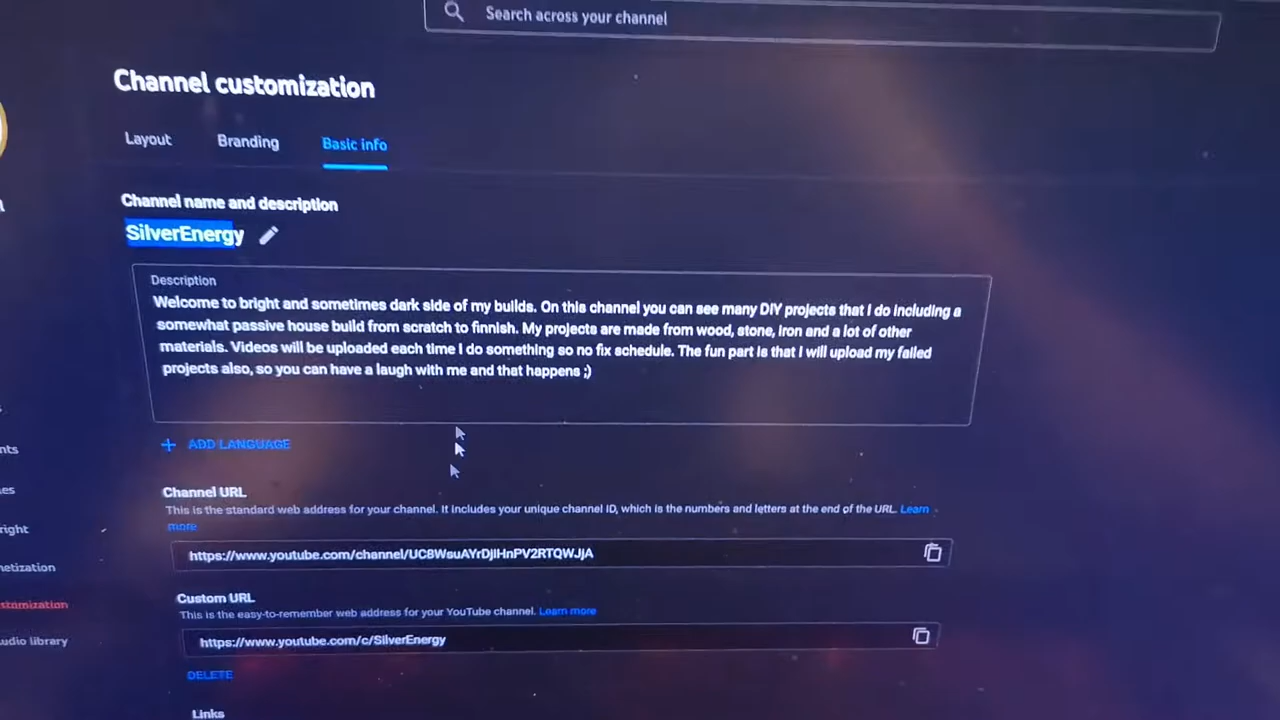 Search across your channel
Channel customization
Layout Branding Basic info
Channel name and description
SilverEnergy
Description
Welcome to bright and sometimes dark side of my builds. On this channel you can see many DIY projects that I do including a
somewhat passive house build from scratch to finnish. My projects are made from wood, stone, iron and a lot of other
materials. Videos will be uploaded each time I do something so no fix schedule. The fun part is that I will upload my failed
projects also, so you can have a laugh with me and that happens ;)
+ ADD LANGUAGE
Channel URL
This is the standard web address for your channel. It includes your unique channel ID, which is the numbers and letters at the end of the URL. Learn
more
Custom URL
This is the easy-to-remember web address for your YouTube channel. Learn more
https://www.youtube.com/c/SilverEnergy
DELETE
Links
nts
es
right
netization
stomization
udio library